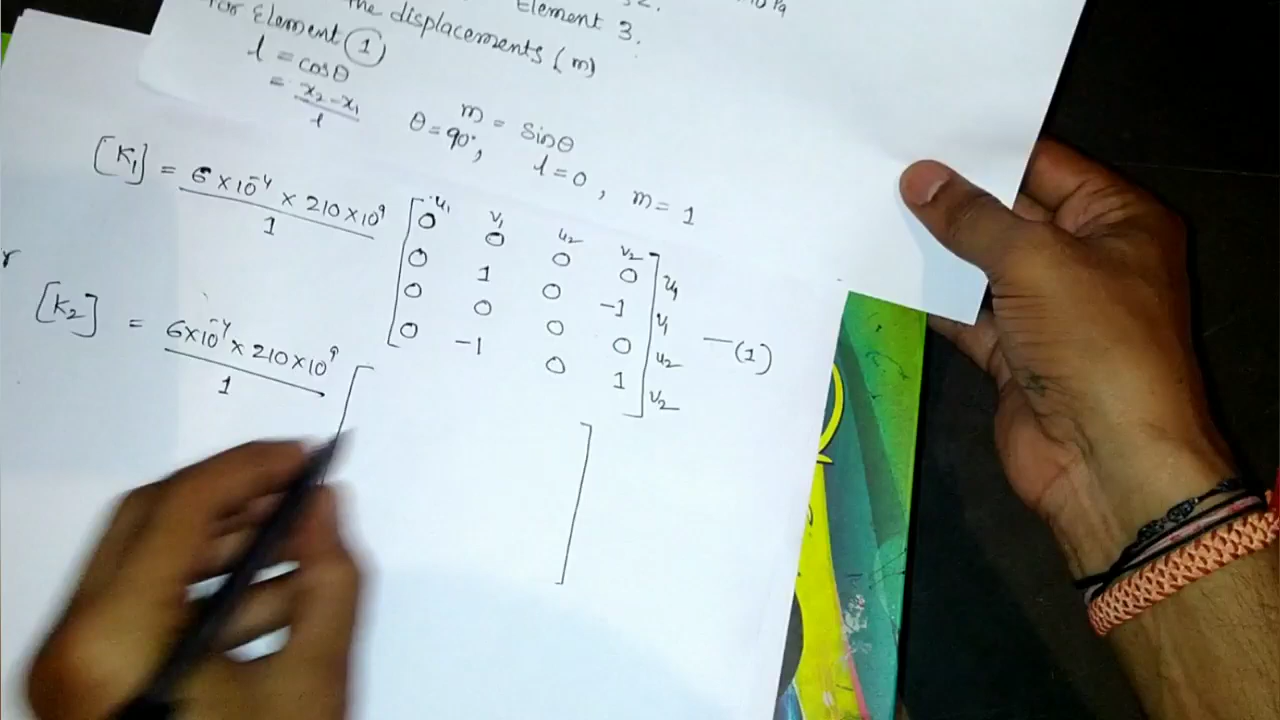 Element 3.
the displacements (m)
For Element (1)
l = cosθ
= x₂ - x₁ / l
m = sinθ
θ = 90°, l = 0, m = 1
[K₁] = 6 × 10⁻⁴ × 210 × 10⁹ / 1
u₁ v₁ u₂ v₂
0 0 0 0 u₁
0 1 0 -1 v₁
0 0 0 0 u₂
0 -1 0 1 v₂
—(1)
[K₂] = 6×10⁻⁴ × 210×10⁹ / 1